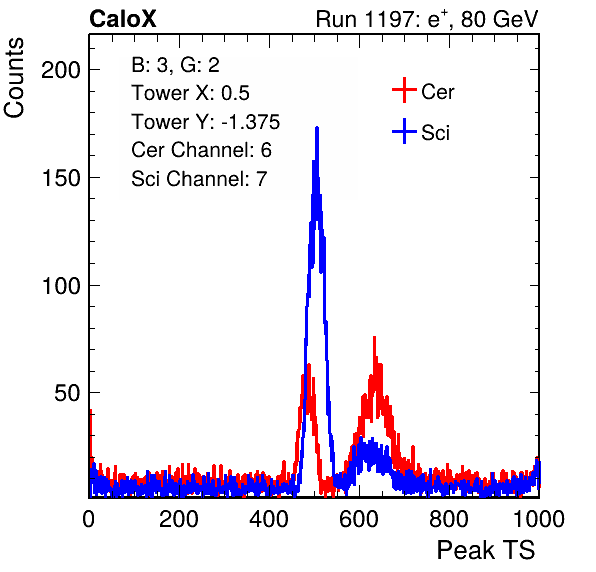 CaloX Run 1197: e⁺, 80 GeV
Counts
200
150
100
50
B: 3, G: 2
Tower X: 0.5
Tower Y: -1.375
Cer Channel: 6
Sci Channel: 7
Cer
Sci
0 200 400 600 800 1000
Peak TS